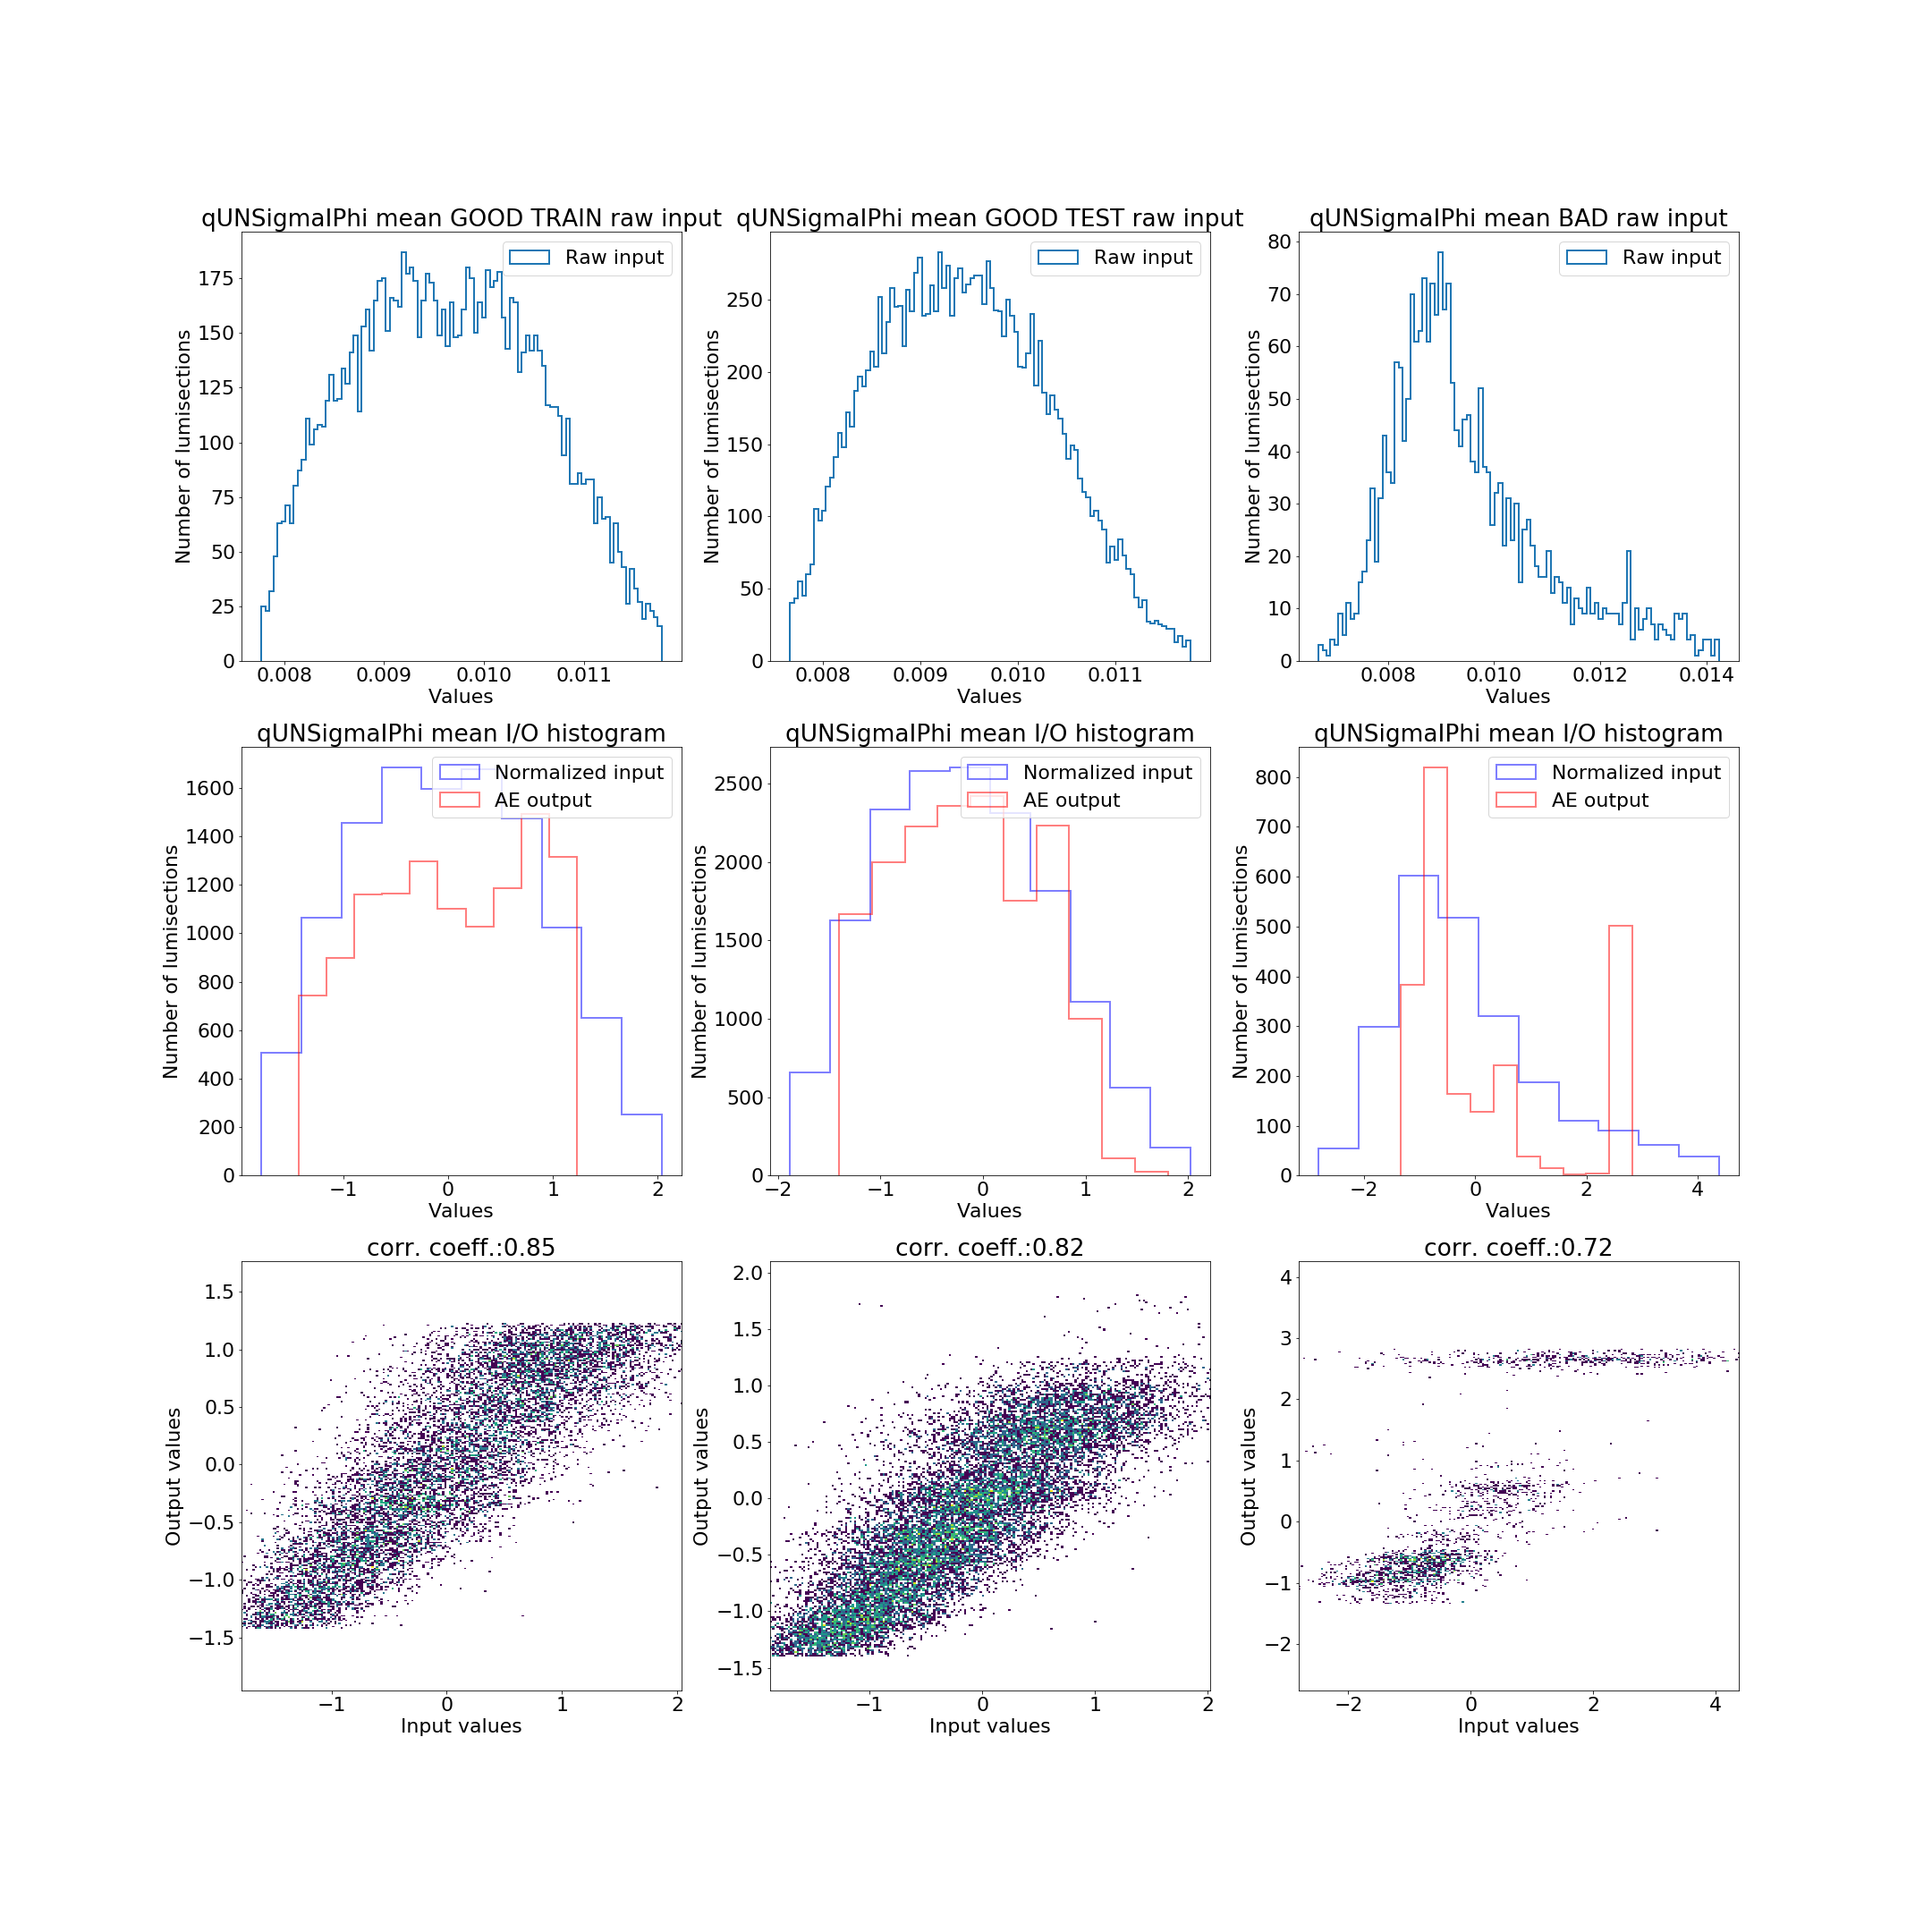 qUNSigmaIPhi mean GOOD TRAIN raw input
Raw input
Number of lumisections
175
150
125
100
75
50
25
0
0.008 0.009 0.010 0.011
Values
qUNSigmaIPhi mean GOOD TEST raw input
Raw input
Number of lumisections
250
200
150
100
50
0
0.008 0.009 0.010 0.011
Values
qUNSigmaIPhi mean BAD raw input
Raw input
Number of lumisections
80
70
60
50
40
30
20
10
0
0.008 0.010 0.012 0.014
Values
qUNSigmaIPhi mean I/O histogram
Normalized input
AE output
Number of lumisections
1600
1400
1200
1000
800
600
400
200
0
−1 0 1 2
Values
qUNSigmaIPhi mean I/O histogram
Normalized input
AE output
Number of lumisections
2500
2000
1500
1000
500
0
−2 −1 0 1 2
Values
qUNSigmaIPhi mean I/O histogram
Normalized input
AE output
Number of lumisections
800
700
600
500
400
300
200
100
0
−2 0 2 4
Values
corr. coeff.:0.85
Output values
1.5
1.0
0.5
0.0
−0.5
−1.0
−1.5
−1 0 1 2
Input values
corr. coeff.:0.82
Output values
2.0
1.5
1.0
0.5
0.0
−0.5
−1.0
−1.5
−1 0 1 2
Input values
corr. coeff.:0.72
Output values
4
3
2
1
0
−1
−2
−2 0 2 4
Input values